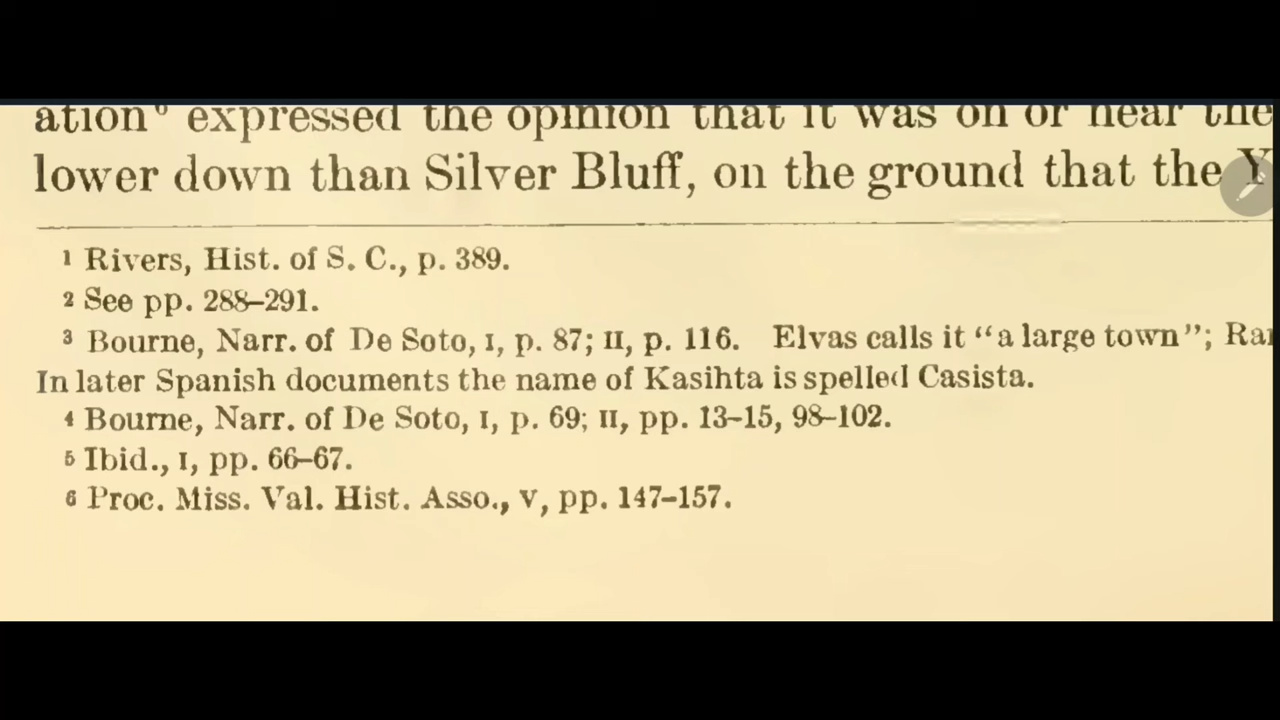 ation⁶ expressed the opinion that it was on or near the
lower down than Silver Bluff, on the ground that the Y
¹ Rivers, Hist. of S. C., p. 389.
² See pp. 288–291.
³ Bourne, Narr. of De Soto, I, p. 87; II, p. 116. Elvas calls it “a large town”; Ra
In later Spanish documents the name of Kasihta is spelled Casista.
⁴ Bourne, Narr. of De Soto, I, p. 69; II, pp. 13–15, 98–102.
⁵ Ibid., I, pp. 66–67.
⁶ Proc. Miss. Val. Hist. Asso., V, pp. 147–157.